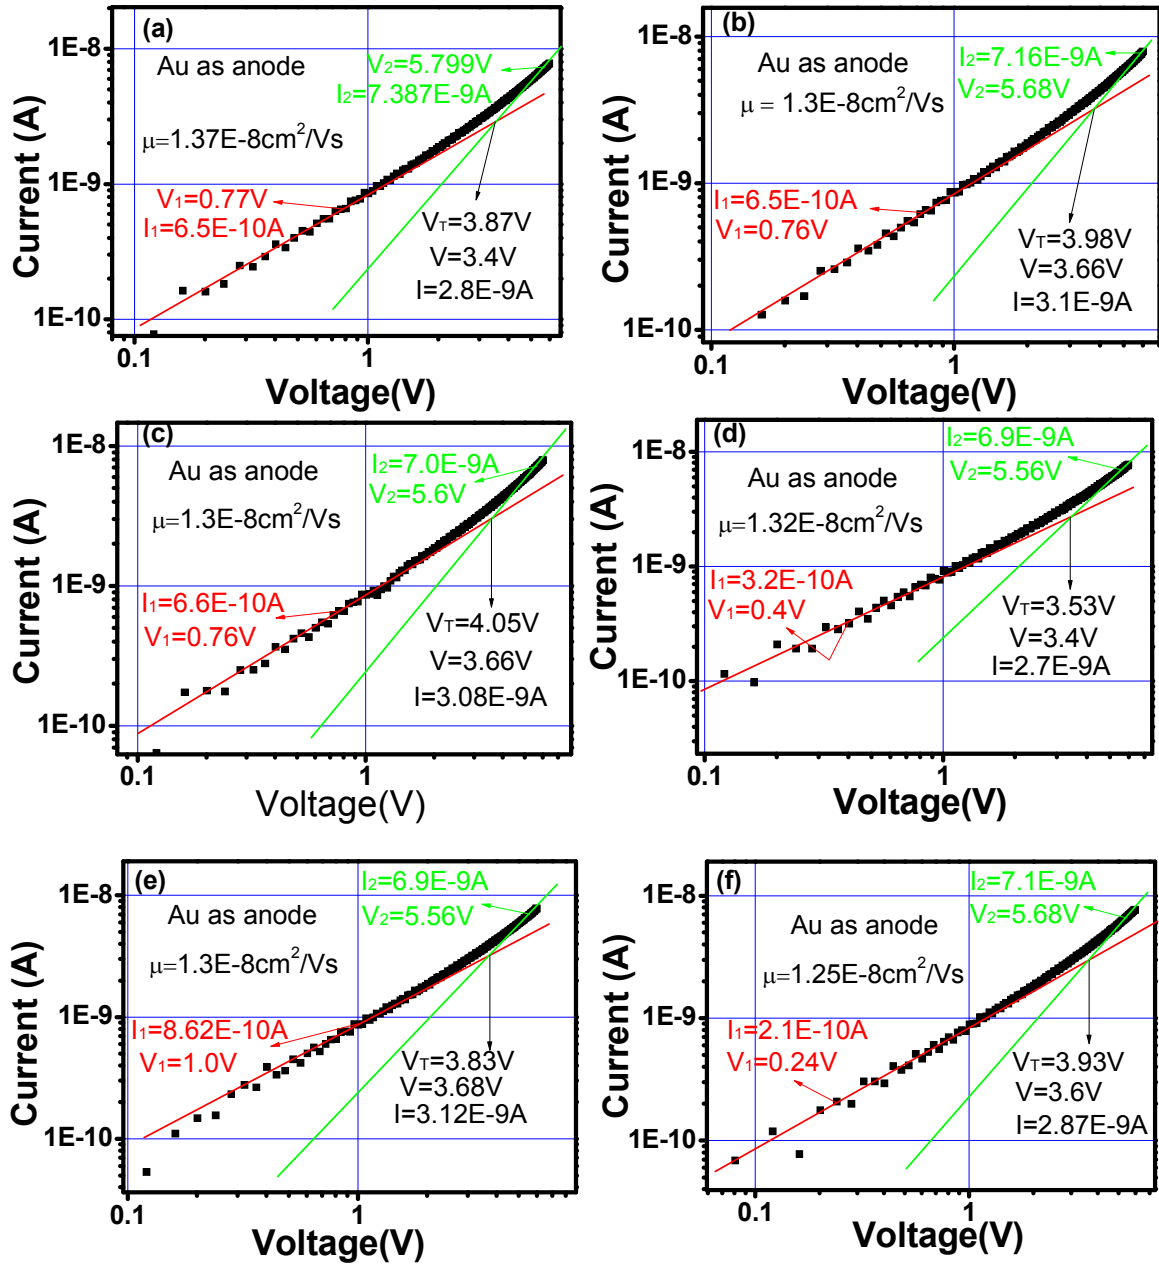 (a)
Au as anode
V₂=5.799V
I₂=7.387E-9A
μ=1.37E-8cm²/Vs
V₁=0.77V
I₁=6.5E-10A
V_T=3.87V
V=3.4V
I=2.8E-9A
1E-8
1E-9
1E-10
Current (A)
0.1
1
Voltage(V)
(b)
Au as anode
I₂=7.16E-9A
V₂=5.68V
μ = 1.3E-8cm²/Vs
I₁=6.5E-10A
V₁=0.76V
V_T=3.98V
V=3.66V
I=3.1E-9A
1E-8
1E-9
1E-10
Current (A)
0.1
1
Voltage(V)
(c)
Au as anode
I₂=7.0E-9A
V₂=5.6V
μ=1.3E-8cm²/Vs
I₁=6.6E-10A
V₁=0.76V
V_T=4.05V
V=3.66V
I=3.08E-9A
1E-8
1E-9
1E-10
Current (A)
0.1
1
Voltage(V)
(d)
Au as anode
I₂=6.9E-9A
V₂=5.56V
μ=1.32E-8cm²/Vs
I₁=3.2E-10A
V₁=0.4V
V_T=3.53V
V=3.4V
I=2.7E-9A
1E-8
1E-9
1E-10
Current (A)
0.1
1
Voltage(V)
(e)
Au as anode
I₂=6.9E-9A
V₂=5.56V
μ=1.3E-8cm²/Vs
I₁=8.62E-10A
V₁=1.0V
V_T=3.83V
V=3.68V
I=3.12E-9A
1E-8
1E-9
1E-10
Current (A)
0.1
1
Voltage(V)
(f)
Au as anode
I₂=7.1E-9A
V₂=5.68V
μ=1.25E-8cm²/Vs
I₁=2.1E-10A
V₁=0.24V
V_T=3.93V
V=3.6V
I=2.87E-9A
1E-8
1E-9
1E-10
Current (A)
0.1
1
Voltage(V)